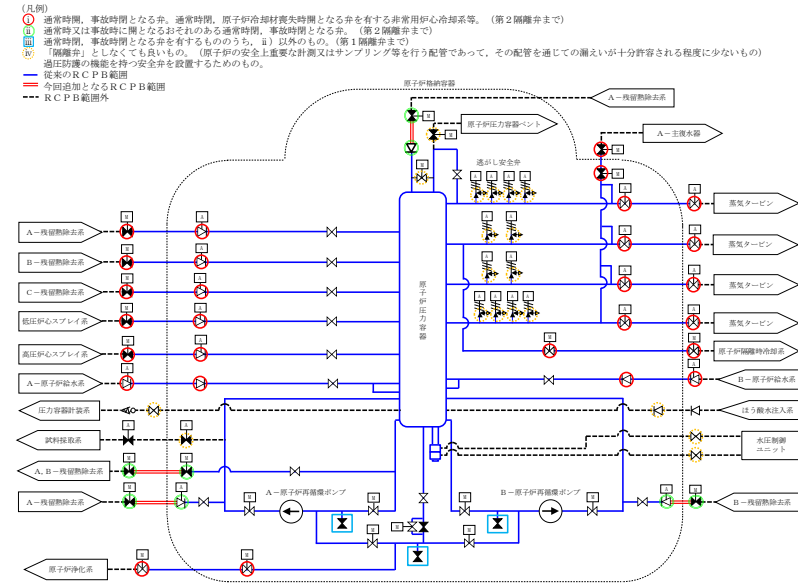 (凡例)
ⅰ 通常時開，事故時閉となる弁。通常時閉，原子炉冷却材喪失時開となる弁を有する非常用炉心冷却系等。（第２隔離弁まで）
ⅱ 通常時又は事故時に開となるおそれのある通常時閉，事故時閉となる弁。（第２隔離弁まで）
ⅲ 通常時閉，事故時閉となる弁を有するもののうち，ⅱ）以外のもの。（第１隔離弁まで）
ⅳ 「隔離弁」としなくても良いもの。（原子炉の安全上重要な計測又はサンプリング等を行う配管であって，その配管を通じての漏えいが十分許容される程度に少ないもの）
過圧防護の機能を持つ安全弁を設置するためのもの。
従来のＲＣＰＢ範囲
今回追加となるＲＣＰＢ範囲
ＲＣＰＢ範囲外
原子炉格納容器
A－残留熱除去系
原子炉圧力容器ベント
A－主復水器
逃がし安全弁
蒸気タービン
A－残留熱除去系
蒸気タービン
B－残留熱除去系
蒸気タービン
C－残留熱除去系
原子炉圧力容器
低圧炉心スプレイ系
蒸気タービン
高圧炉心スプレイ系
原子炉隔離時冷却系
A－原子炉給水系
B－原子炉給水系
圧力容器計装系
ほう酸水注入系
試料採取系
水圧制御
ユニット
A, B－残留熱除去系
A－残留熱除去系
A－原子炉再循環ポンプ
B－原子炉再循環ポンプ
B－残留熱除去系
原子炉浄化系